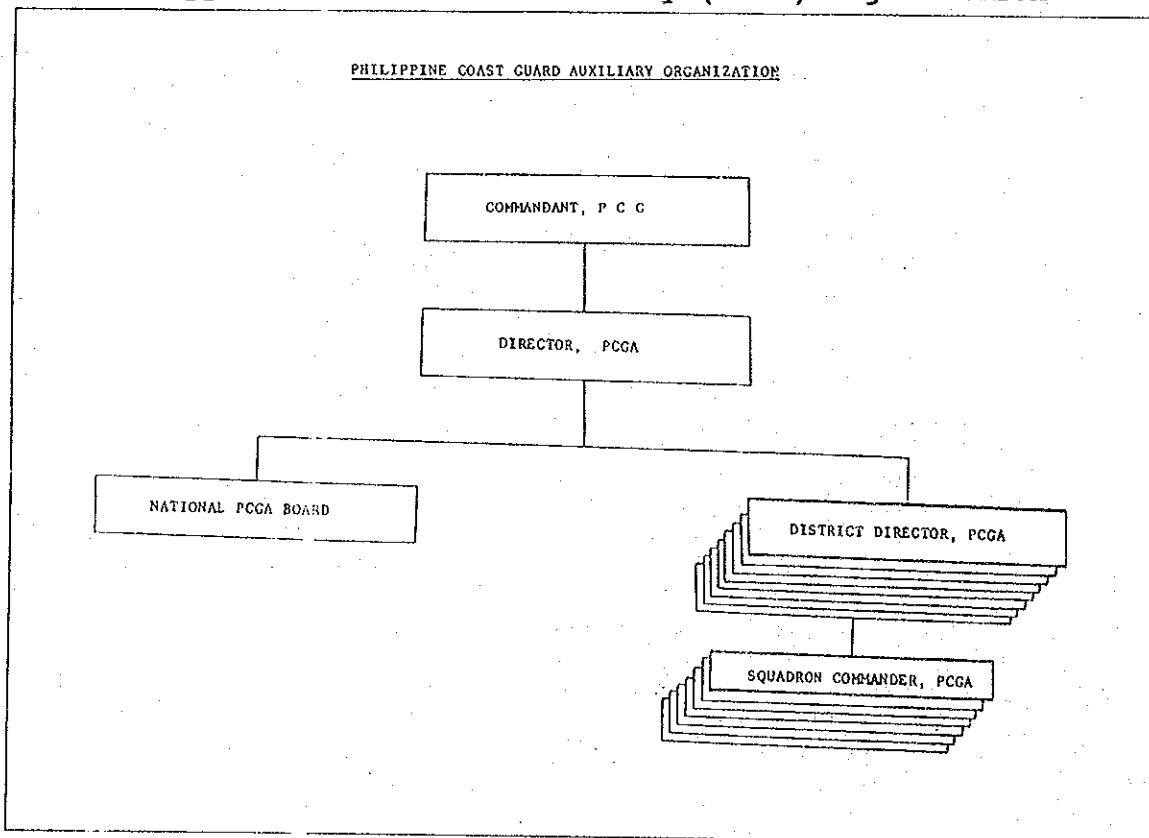 PHILIPPINE COAST GUARD AUXILIARY ORGANIZATION
COMMANDANT, P C G
DIRECTOR, PCGA
NATIONAL PCGA BOARD
DISTRICT DIRECTOR, PCGA
SQUADRON COMMANDER, PCGA